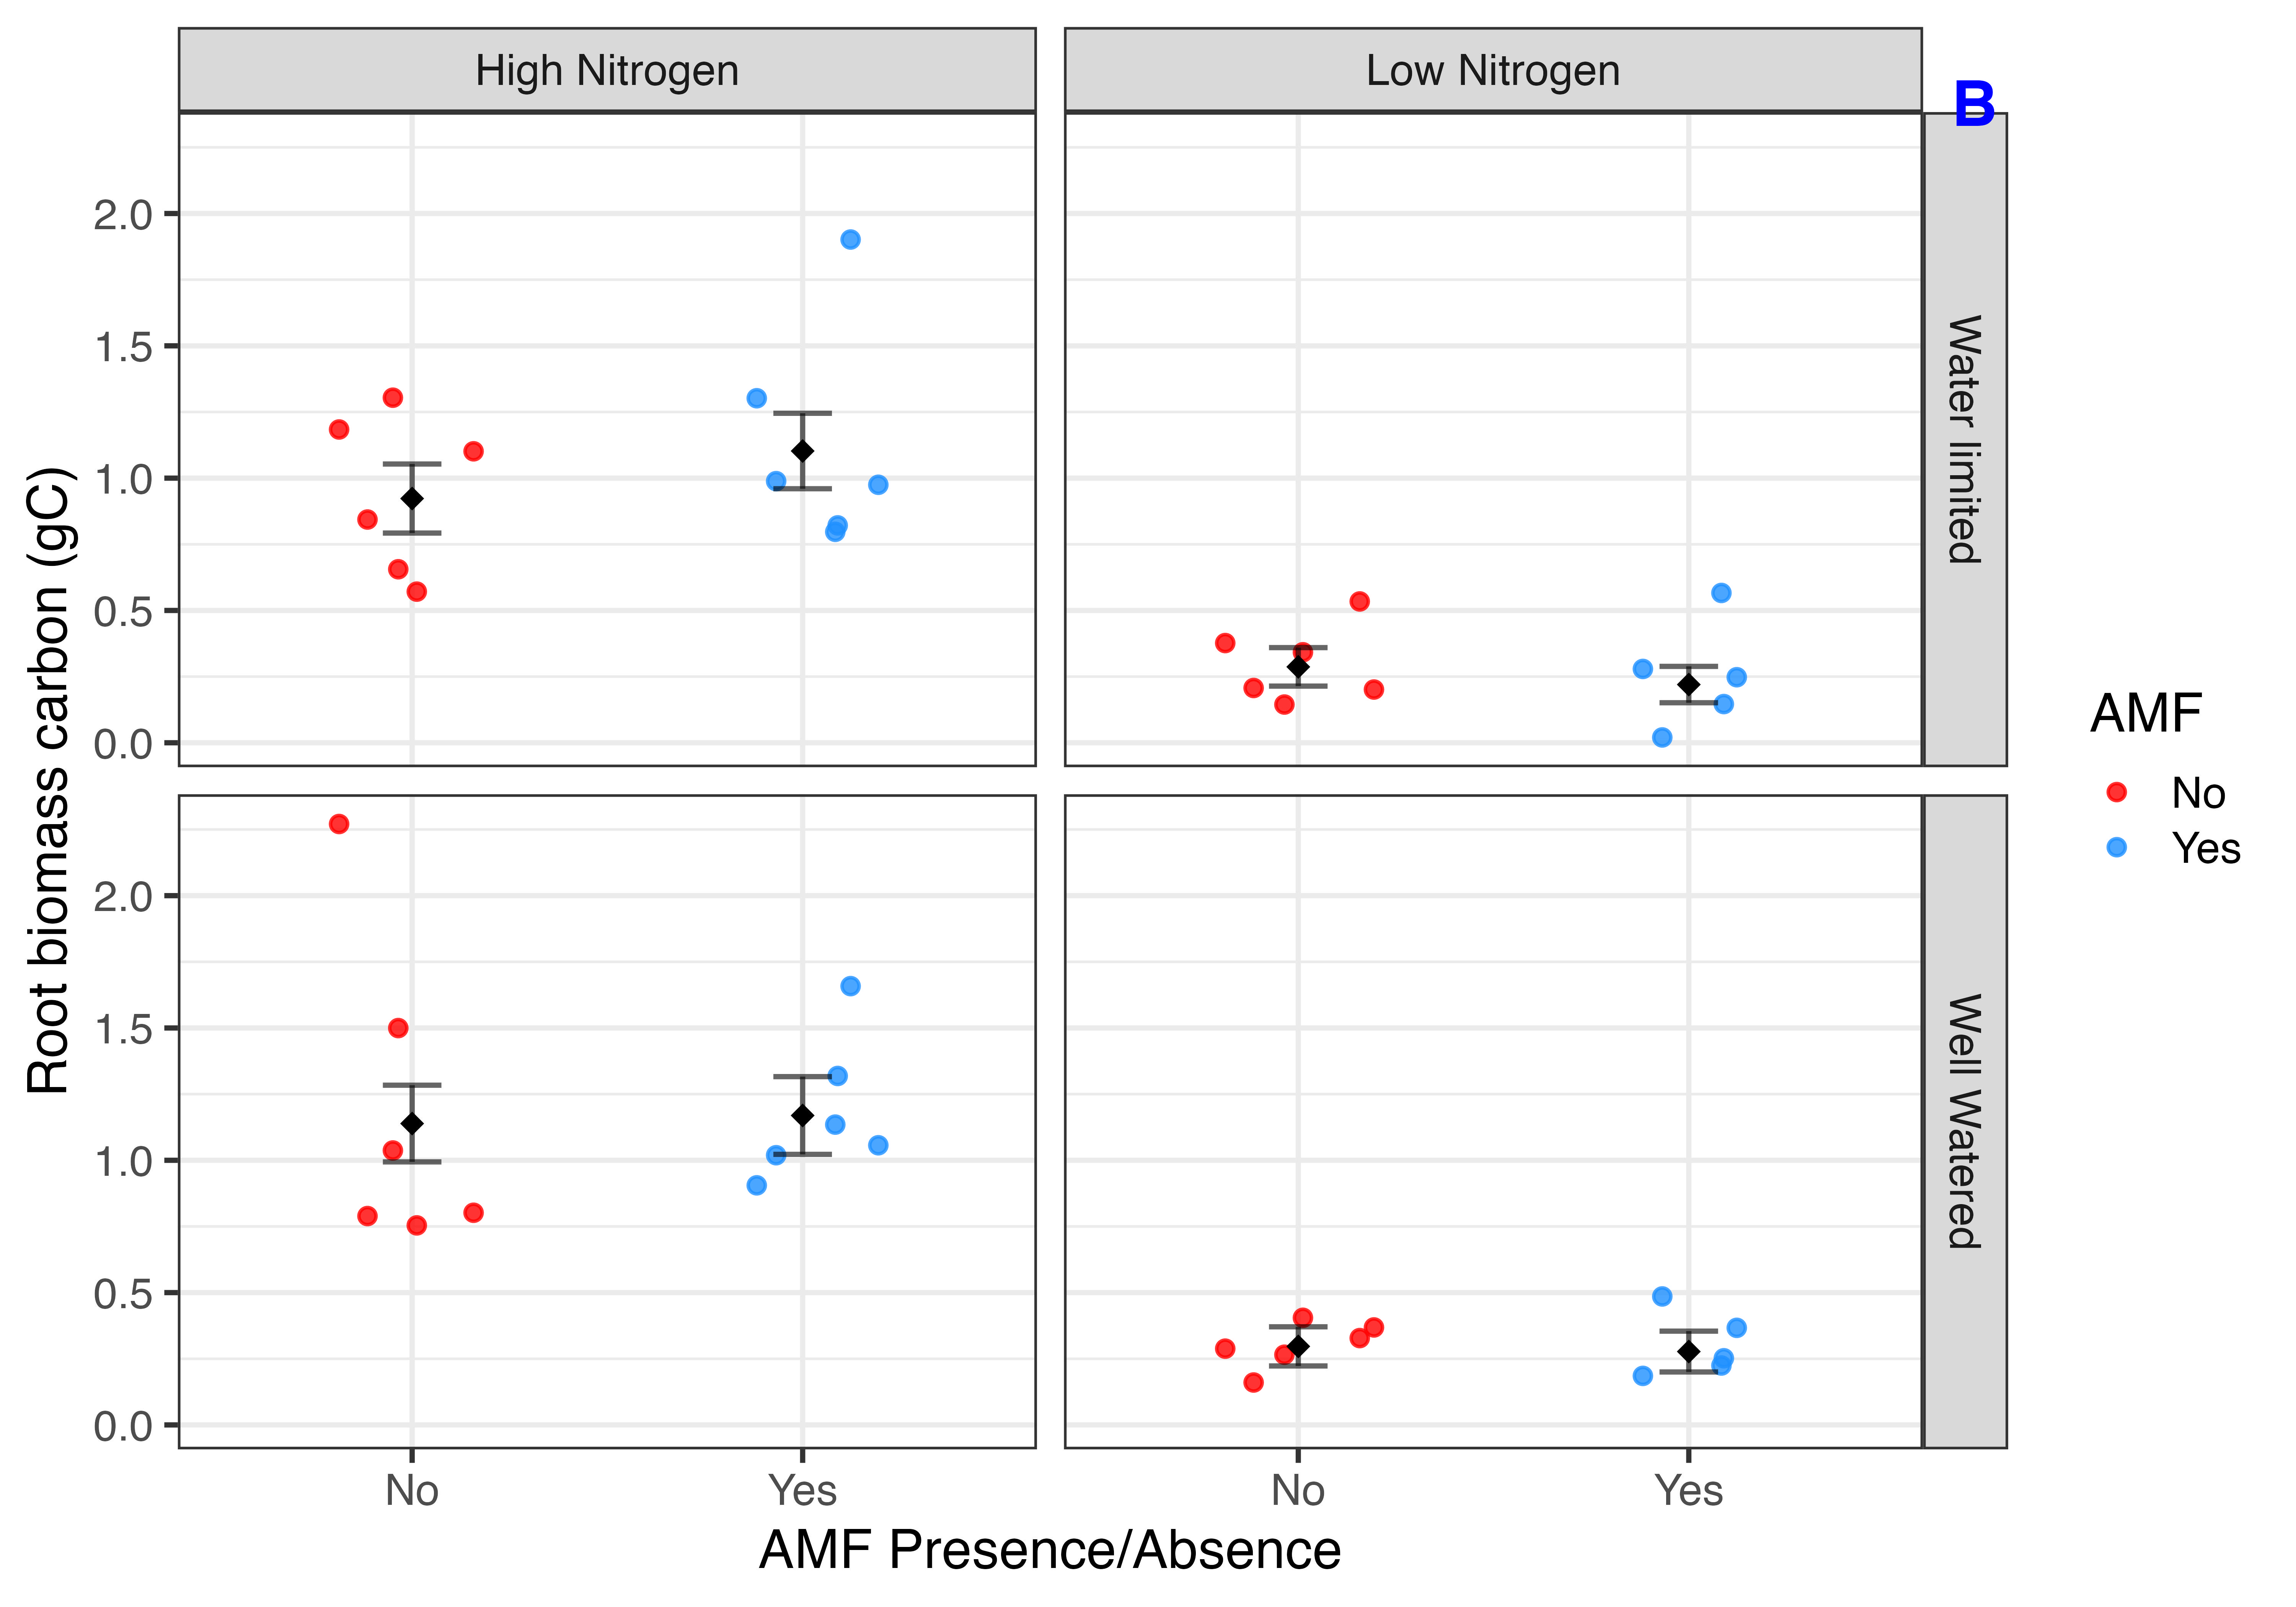 High Nitrogen
Low Nitrogen
B
Root biomass carbon (gC)
2.0
1.5
1.0
0.5
0.0
Water limited
2.0
1.5
1.0
0.5
0.0
Well Watered
No
Yes
No
Yes
AMF Presence/Absence
AMF
No
Yes